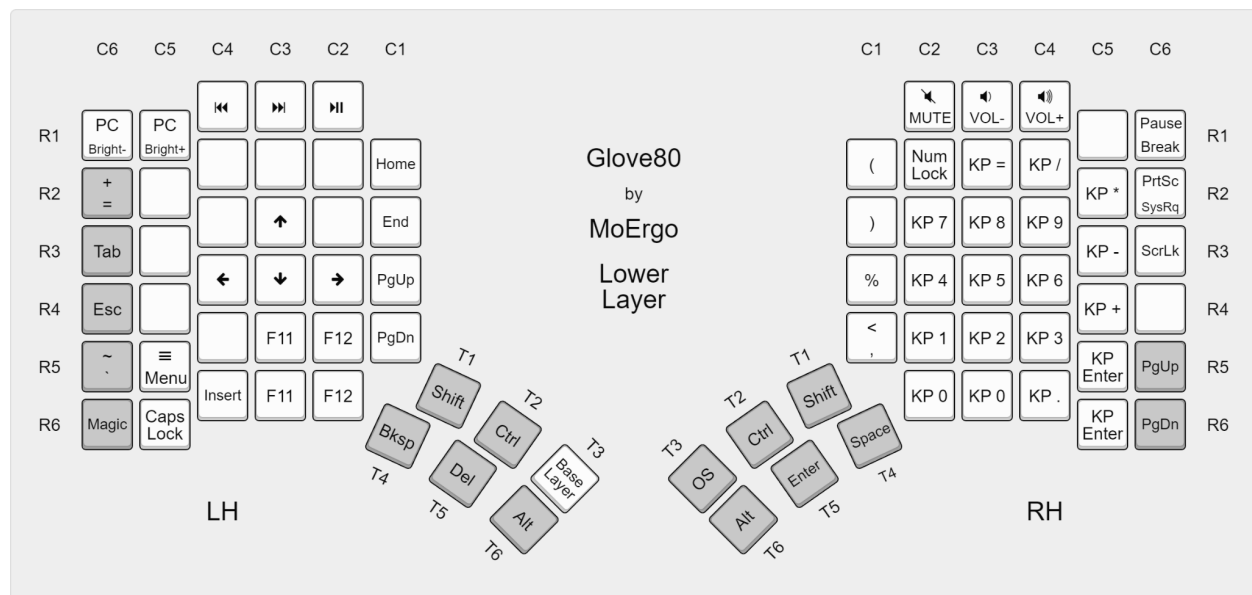 C6 C5 C4 C3 C2 C1
C1 C2 C3 C4 C5 C6
R1
PC
Bright-
PC
Bright+
MUTE
VOL-
VOL+
Pause
Break
R1
R2
+
=
Home
(
Num
Lock
KP =
KP /
KP *
PrtSc
SysRq
R2
R3
Tab
End
)
KP 7
KP 8
KP 9
KP -
ScrLk
R3
R4
Esc
PgUp
%
KP 4
KP 5
KP 6
KP +
R4
R5
~
`
Menu
F11
F12
PgDn
<
,
KP 1
KP 2
KP 3
KP
Enter
PgUp
R5
R6
Magic
Caps
Lock
Insert
F11
F12
KP 0
KP 0
KP .
KP
Enter
PgDn
R6
Glove80
by
MoErgo
Lower
Layer
T1
Shift
T2
Ctrl
T3
Base
Layer
Bksp
T4
Del
T5
Alt
T6
T1
Shift
T2
Ctrl
T3
OS
Space
T4
Enter
T5
Alt
T6
LH
RH